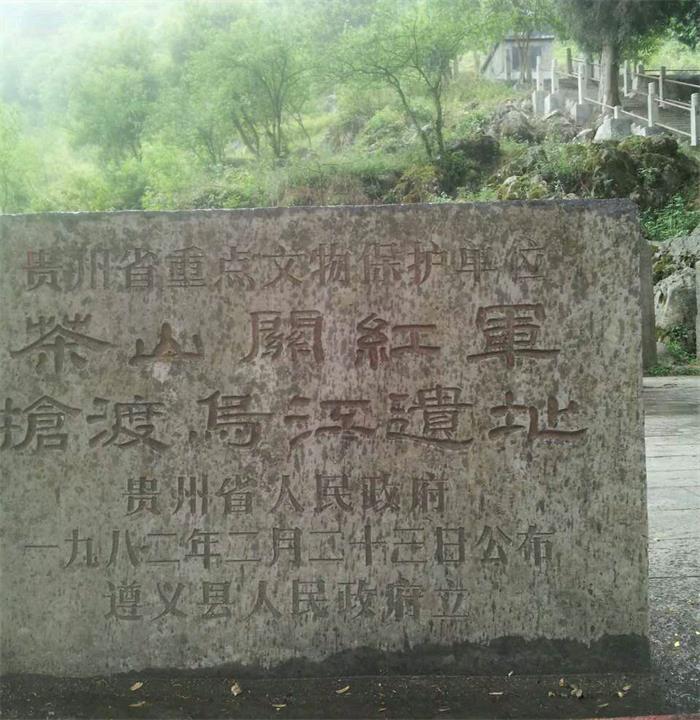 贵州省重点文物保护单位
茶山關紅軍
搶渡烏江遺址
贵州省人民政府
一九八二年二月二十三日公布
遵义县人民政府立